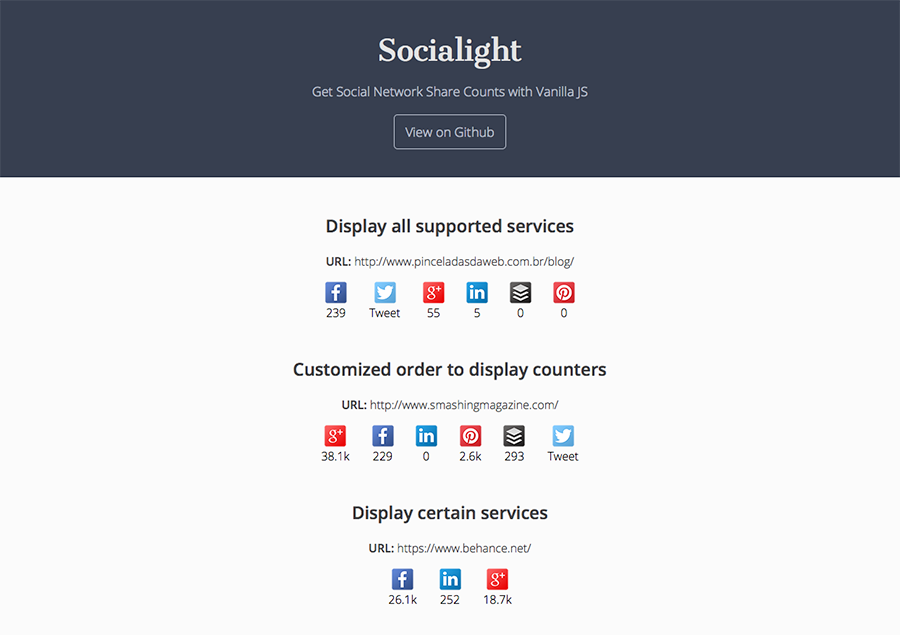 Socialight
Get Social Network Share Counts with Vanilla JS
View on Github
Display all supported services
URL: http://www.pinceladasdaweb.com.br/blog/
239 Tweet 55 5 0 0
Customized order to display counters
URL: http://www.smashingmagazine.com/
38.1k 229 0 2.6k 293 Tweet
Display certain services
URL: https://www.behance.net/
26.1k 252 18.7k